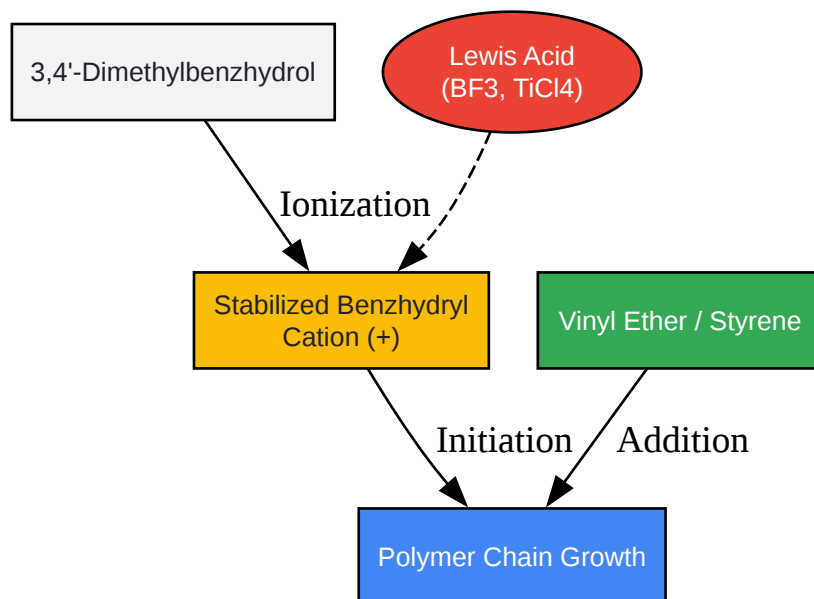 3,4'-Dimethylbenzhydrol
Lewis Acid
(BF3, TiCl4)
Ionization
Stabilized Benzhydryl
Cation (+)
Vinyl Ether / Styrene
Initiation
Addition
Polymer Chain Growth